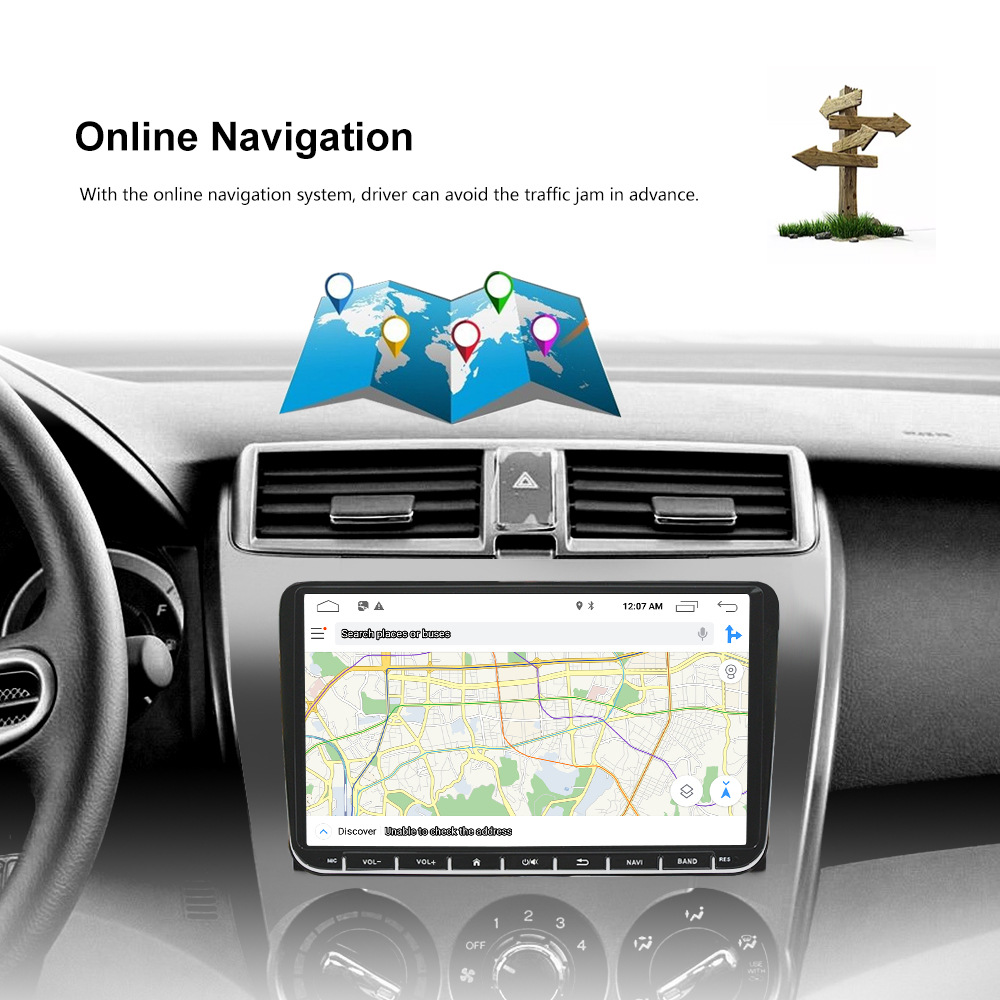 Online Navigation
With the online navigation system, driver can avoid the traffic jam in advance.
12:07 AM
Search places or buses
Discover Unable to check the address
MIC VOL- VOL+ NAVI BAND RES
F
1 2 3 4
OFF
USE WITH